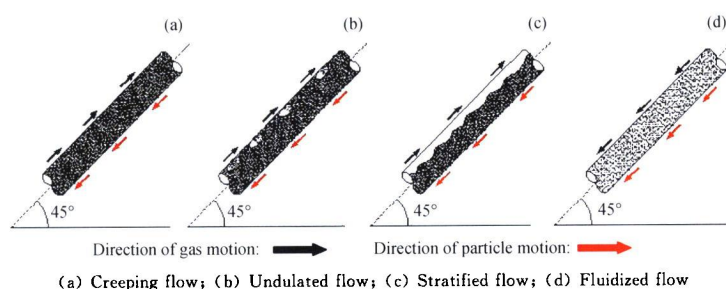 (a) (b) (c) (d)
45° 45° 45° 45°
Direction of gas motion: Direction of particle motion:
(a) Creeping flow; (b) Undulated flow; (c) Stratified flow; (d) Fluidized flow